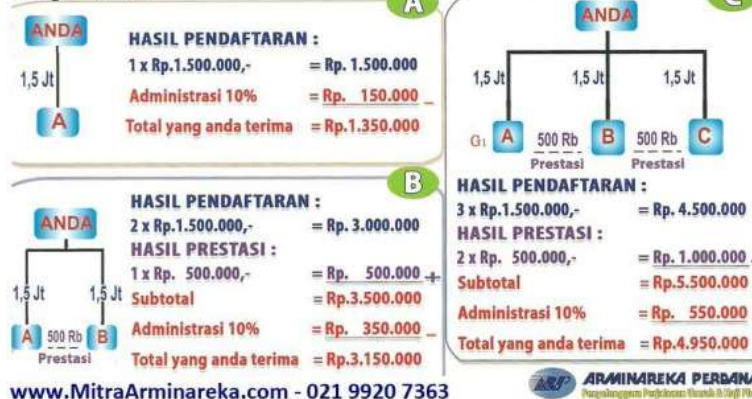 A
ANDA
1,5 Jt
A
HASIL PENDAFTARAN :
1 x Rp.1.500.000,- = Rp. 1.500.000
Administrasi 10% = Rp. 150.000 _
Total yang anda terima = Rp.1.350.000
B
ANDA
1,5 Jt 1,5 Jt
A 500 Rb B
Prestasi
HASIL PENDAFTARAN :
2 x Rp.1.500.000,- = Rp. 3.000.000
HASIL PRESTASI :
1 x Rp. 500.000,- = Rp. 500.000 +
Subtotal = Rp.3.500.000
Administrasi 10% = Rp. 350.000 _
Total yang anda terima = Rp.3.150.000
ANDA
1,5 Jt 1,5 Jt 1,5 Jt
G1 A 500 Rb B 500 Rb C
Prestasi Prestasi
HASIL PENDAFTARAN :
3 x Rp.1.500.000,- = Rp. 4.500.000
HASIL PRESTASI :
2 x Rp. 500.000,- = Rp. 1.000.000
Subtotal = Rp.5.500.000
Administrasi 10% = Rp. 550.000
Total yang anda terima = Rp.4.950.000
www.MitraArminareka.com - 021 9920 7363
ARMINAREKA PERDANA
Penyelenggara Perjalanan Umrah & Haji